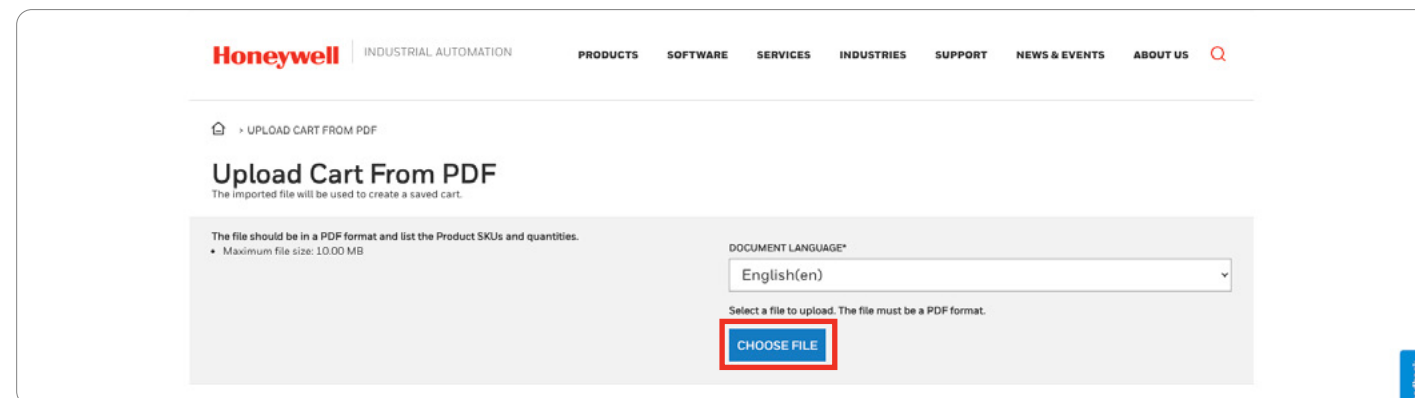 Honeywell INDUSTRIAL AUTOMATION PRODUCTS SOFTWARE SERVICES INDUSTRIES SUPPORT NEWS & EVENTS ABOUT US
› UPLOAD CART FROM PDF
Upload Cart From PDF
The imported file will be used to create a saved cart.
The file should be in a PDF format and list the Product SKUs and quantities.
• Maximum file size: 10.00 MB
DOCUMENT LANGUAGE*
English(en)
Select a file to upload. The file must be a PDF format.
CHOOSE FILE